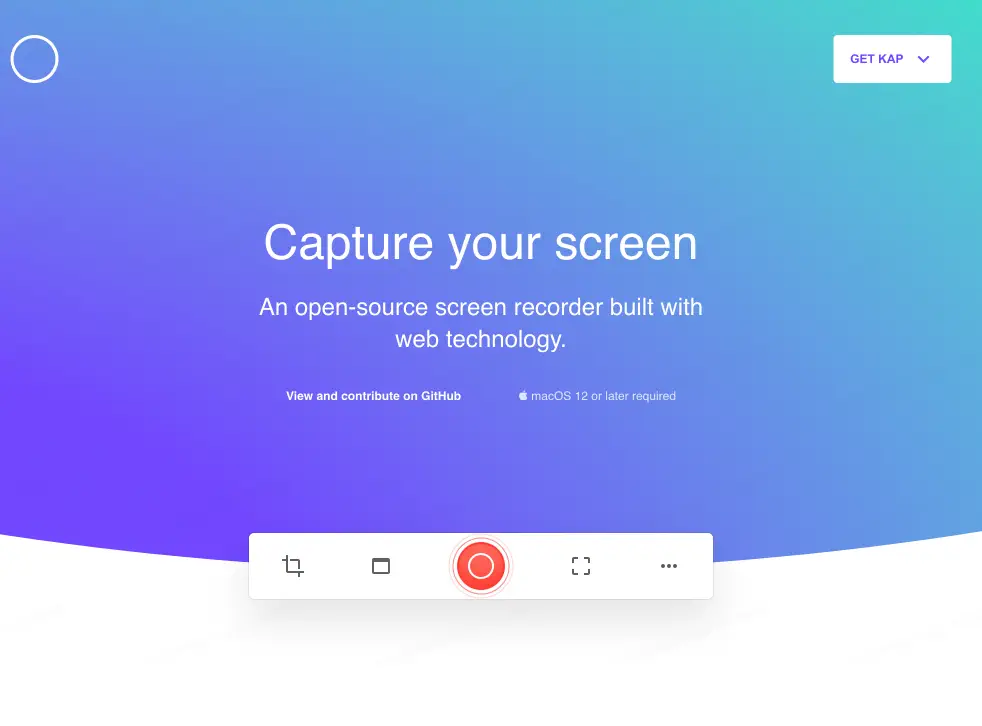 GET KAP
Capture your screen
An open-source screen recorder built with
web technology.
View and contribute on GitHub
macOS 12 or later required